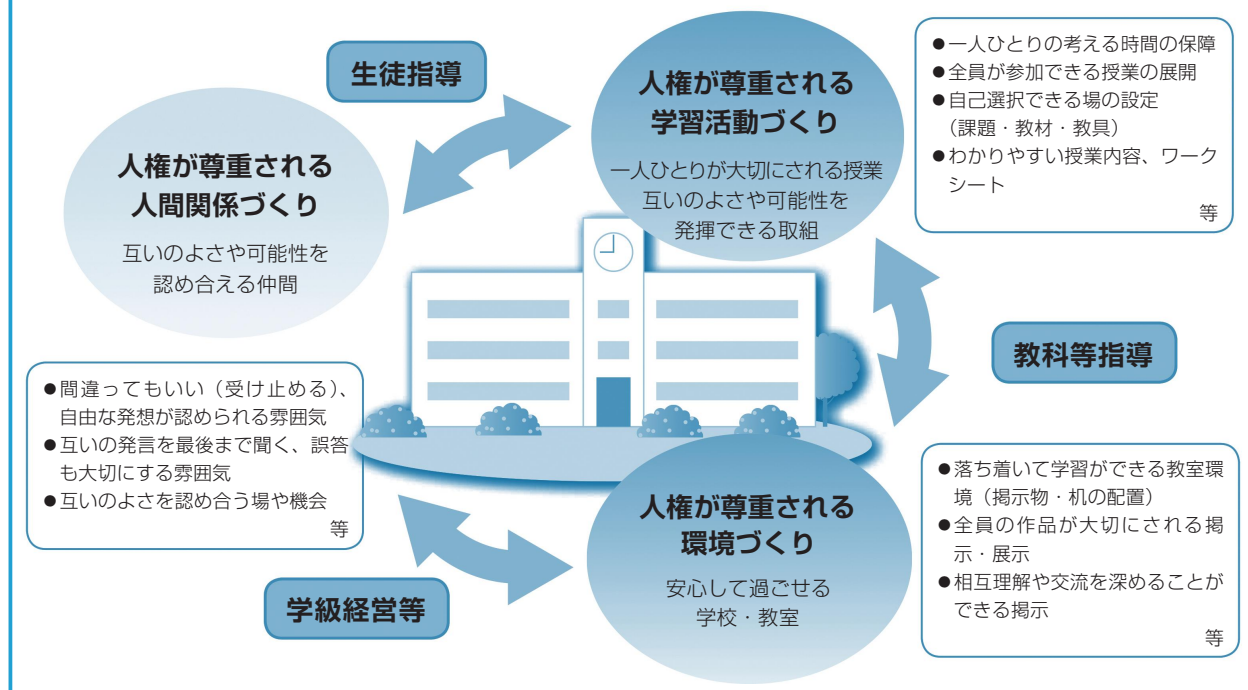 生徒指導
人権が尊重される
人間関係づくり
互いのよさや可能性を
認め合える仲間
人権が尊重される
学習活動づくり
一人ひとりが大切にされる授業
互いのよさや可能性を
発揮できる取組
●一人ひとりの考える時間の保障
●全員が参加できる授業の展開
●自己選択できる場の設定
（課題・教材・教具）
●わかりやすい授業内容、ワーク
シート
等
教科等指導
●間違ってもいい（受け止める）、
自由な発想が認められる雰囲気
●互いの発言を最後まで聞く、誤答
も大切にする雰囲気
●互いのよさを認め合う場や機会
等
学級経営等
人権が尊重される
環境づくり
安心して過ごせる
学校・教室
●落ち着いて学習ができる教室環
境（掲示物・机の配置）
●全員の作品が大切にされる掲
示・展示
●相互理解や交流を深めることが
できる掲示
等